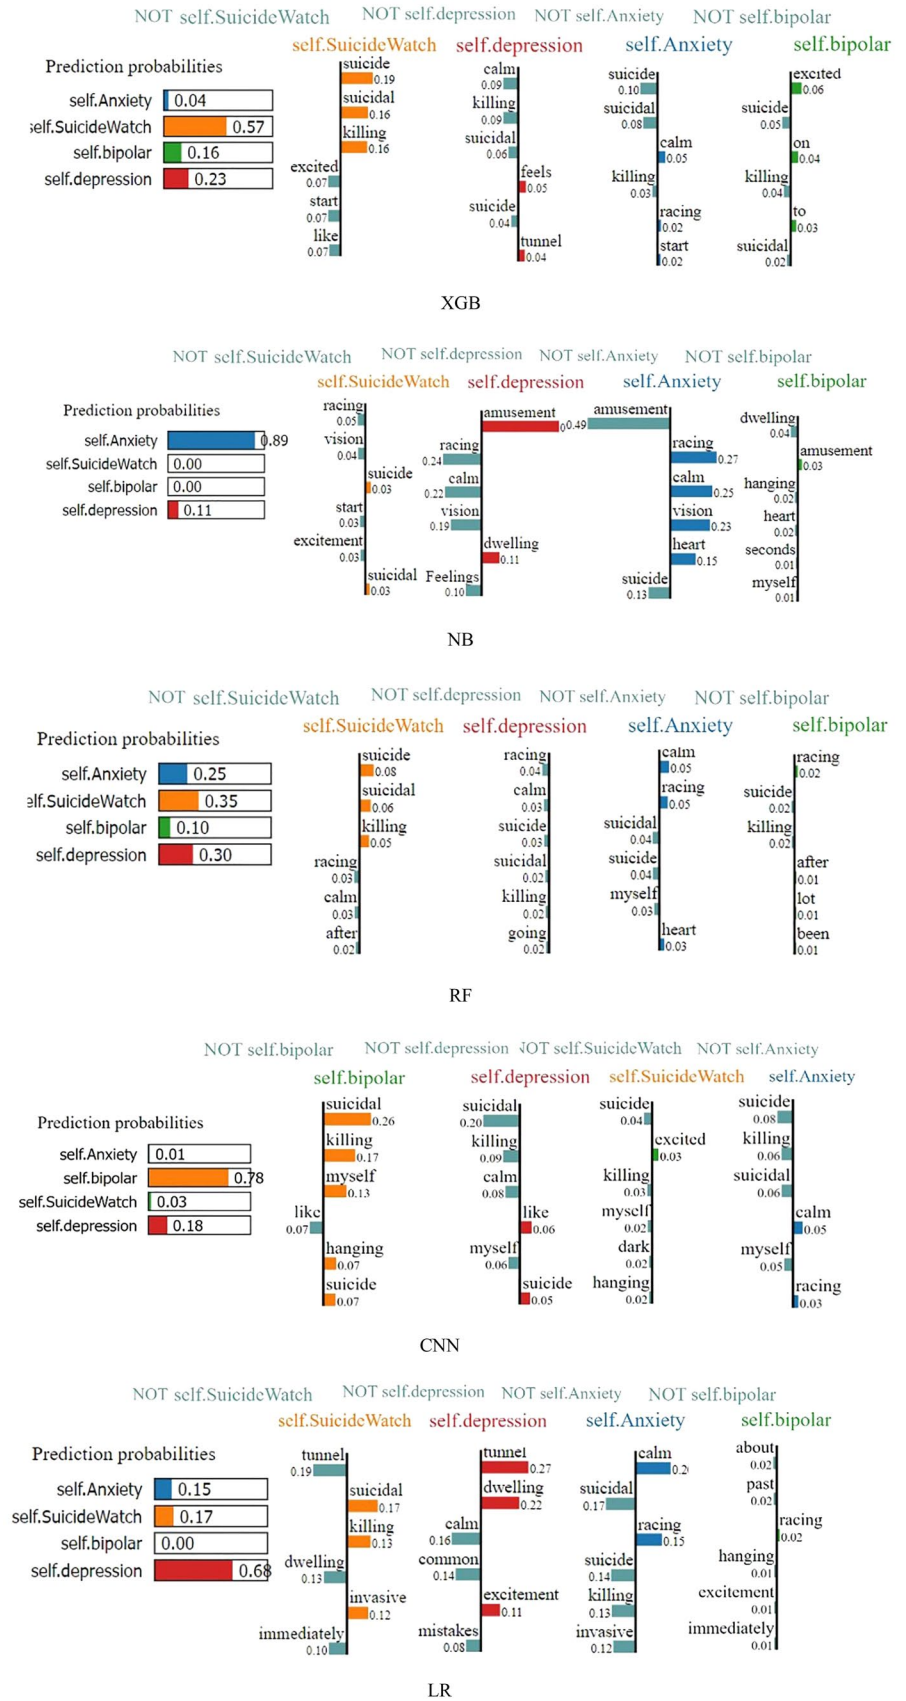 NOT self.SuicideWatch NOT self.depression NOT self.Anxiety NOT self.bipolar
self.SuicideWatch self.depression self.Anxiety self.bipolar
Prediction probabilities
self.Anxiety 0.04
self.SuicideWatch 0.57
self.bipolar 0.16
self.depression 0.23
suicide 0.19
suicidal 0.16
killing 0.16
excited 0.07
start 0.07
like 0.07
calm 0.09
killing 0.09
suicidal 0.06
feels 0.05
suicide 0.04
tunnel 0.04
suicide 0.10
suicidal 0.08
calm 0.05
killing 0.03
racing 0.02
start 0.02
excited 0.06
suicide 0.05
on 0.04
killing 0.04
to 0.03
suicidal 0.02
XGB
NOT self.SuicideWatch NOT self.depression NOT self.Anxiety NOT self.bipolar
self.SuicideWatch self.depression self.Anxiety self.bipolar
Prediction probabilities
self.Anxiety 0.89
self.SuicideWatch 0.00
self.bipolar 0.00
self.depression 0.11
racing 0.05
vision 0.04
suicide 0.03
start 0.03
excitement 0.03
suicidal 0.03
amusement
racing 0.24
calm 0.22
vision 0.19
dwelling 0.11
Feelings 0.10
amusement 0.49
racing 0.27
calm 0.25
vision 0.23
heart 0.15
suicide 0.13
dwelling 0.04
amusement 0.03
hanging 0.02
heart 0.02
seconds 0.01
myself 0.01
NB
NOT self.SuicideWatch NOT self.depression NOT self.Anxiety NOT self.bipolar
self.SuicideWatch self.depression self.Anxiety self.bipolar
Prediction probabilities
self.Anxiety 0.25
elf.SuicideWatch 0.35
self.bipolar 0.10
self.depression 0.30
suicide 0.08
suicidal 0.06
killing 0.05
racing 0.03
calm 0.03
after 0.02
racing 0.04
calm 0.03
suicide 0.03
suicidal 0.02
killing 0.02
going 0.02
calm 0.05
racing 0.05
suicidal 0.04
suicide 0.04
myself 0.03
heart 0.03
racing 0.02
suicide 0.02
killing 0.02
after 0.01
lot 0.01
been 0.01
RF
NOT self.bipolar NOT self.depression NOT self.SuicideWatch NOT self.Anxiety
self.bipolar self.depression self.SuicideWatch self.Anxiety
Prediction probabilities
self.Anxiety 0.01
self.bipolar 0.78
self.SuicideWatch 0.03
self.depression 0.18
suicidal 0.26
killing 0.17
myself 0.13
like 0.07
hanging 0.07
suicide 0.07
suicidal 0.20
killing 0.09
calm 0.08
like 0.06
myself 0.06
suicide 0.05
suicide 0.04
excited 0.03
killing 0.03
myself 0.02
dark 0.02
hanging 0.02
suicide 0.08
killing 0.06
suicidal 0.06
calm 0.05
myself 0.05
racing 0.03
CNN
NOT self.SuicideWatch NOT self.depression NOT self.Anxiety NOT self.bipolar
self.SuicideWatch self.depression self.Anxiety self.bipolar
Prediction probabilities
self.Anxiety 0.15
self.SuicideWatch 0.17
self.bipolar 0.00
self.depression 0.68
tunnel 0.19
suicidal 0.17
killing 0.13
dwelling 0.13
invasive 0.12
immediately 0.10
tunnel 0.27
dwelling 0.22
calm 0.16
common 0.14
excitement 0.11
mistakes 0.08
calm
suicidal 0.17
racing 0.15
suicide 0.14
killing 0.13
invasive 0.12
about 0.02
past 0.02
racing 0.02
hanging 0.01
excitement 0.01
immediately 0.01
LR